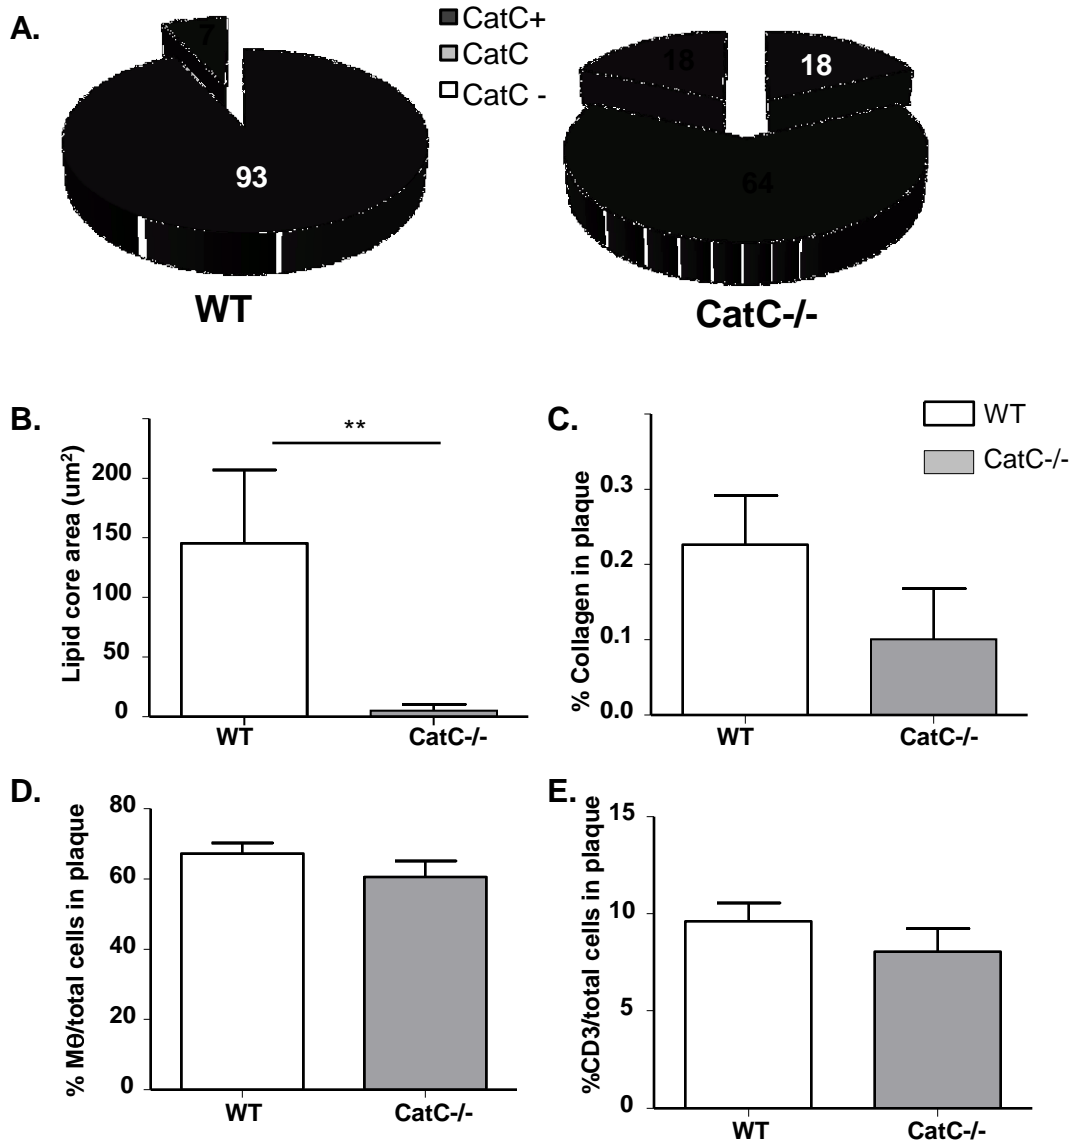 A.
7
93
WT
CatC+
CatC
CatC -
18
18
64
CatC-/-
B.
**
Lipid core area (um²)
200
150
100
50
0
WT
CatC-/-
C.
WT
CatC-/-
% Collagen in plaque
0.3
0.2
0.1
0.0
WT
CatC-/-
D.
% MΘ/total cells in plaque
80
60
40
20
0
WT
CatC-/-
E.
%CD3/total cells in plaque
15
10
5
0
WT
CatC-/-